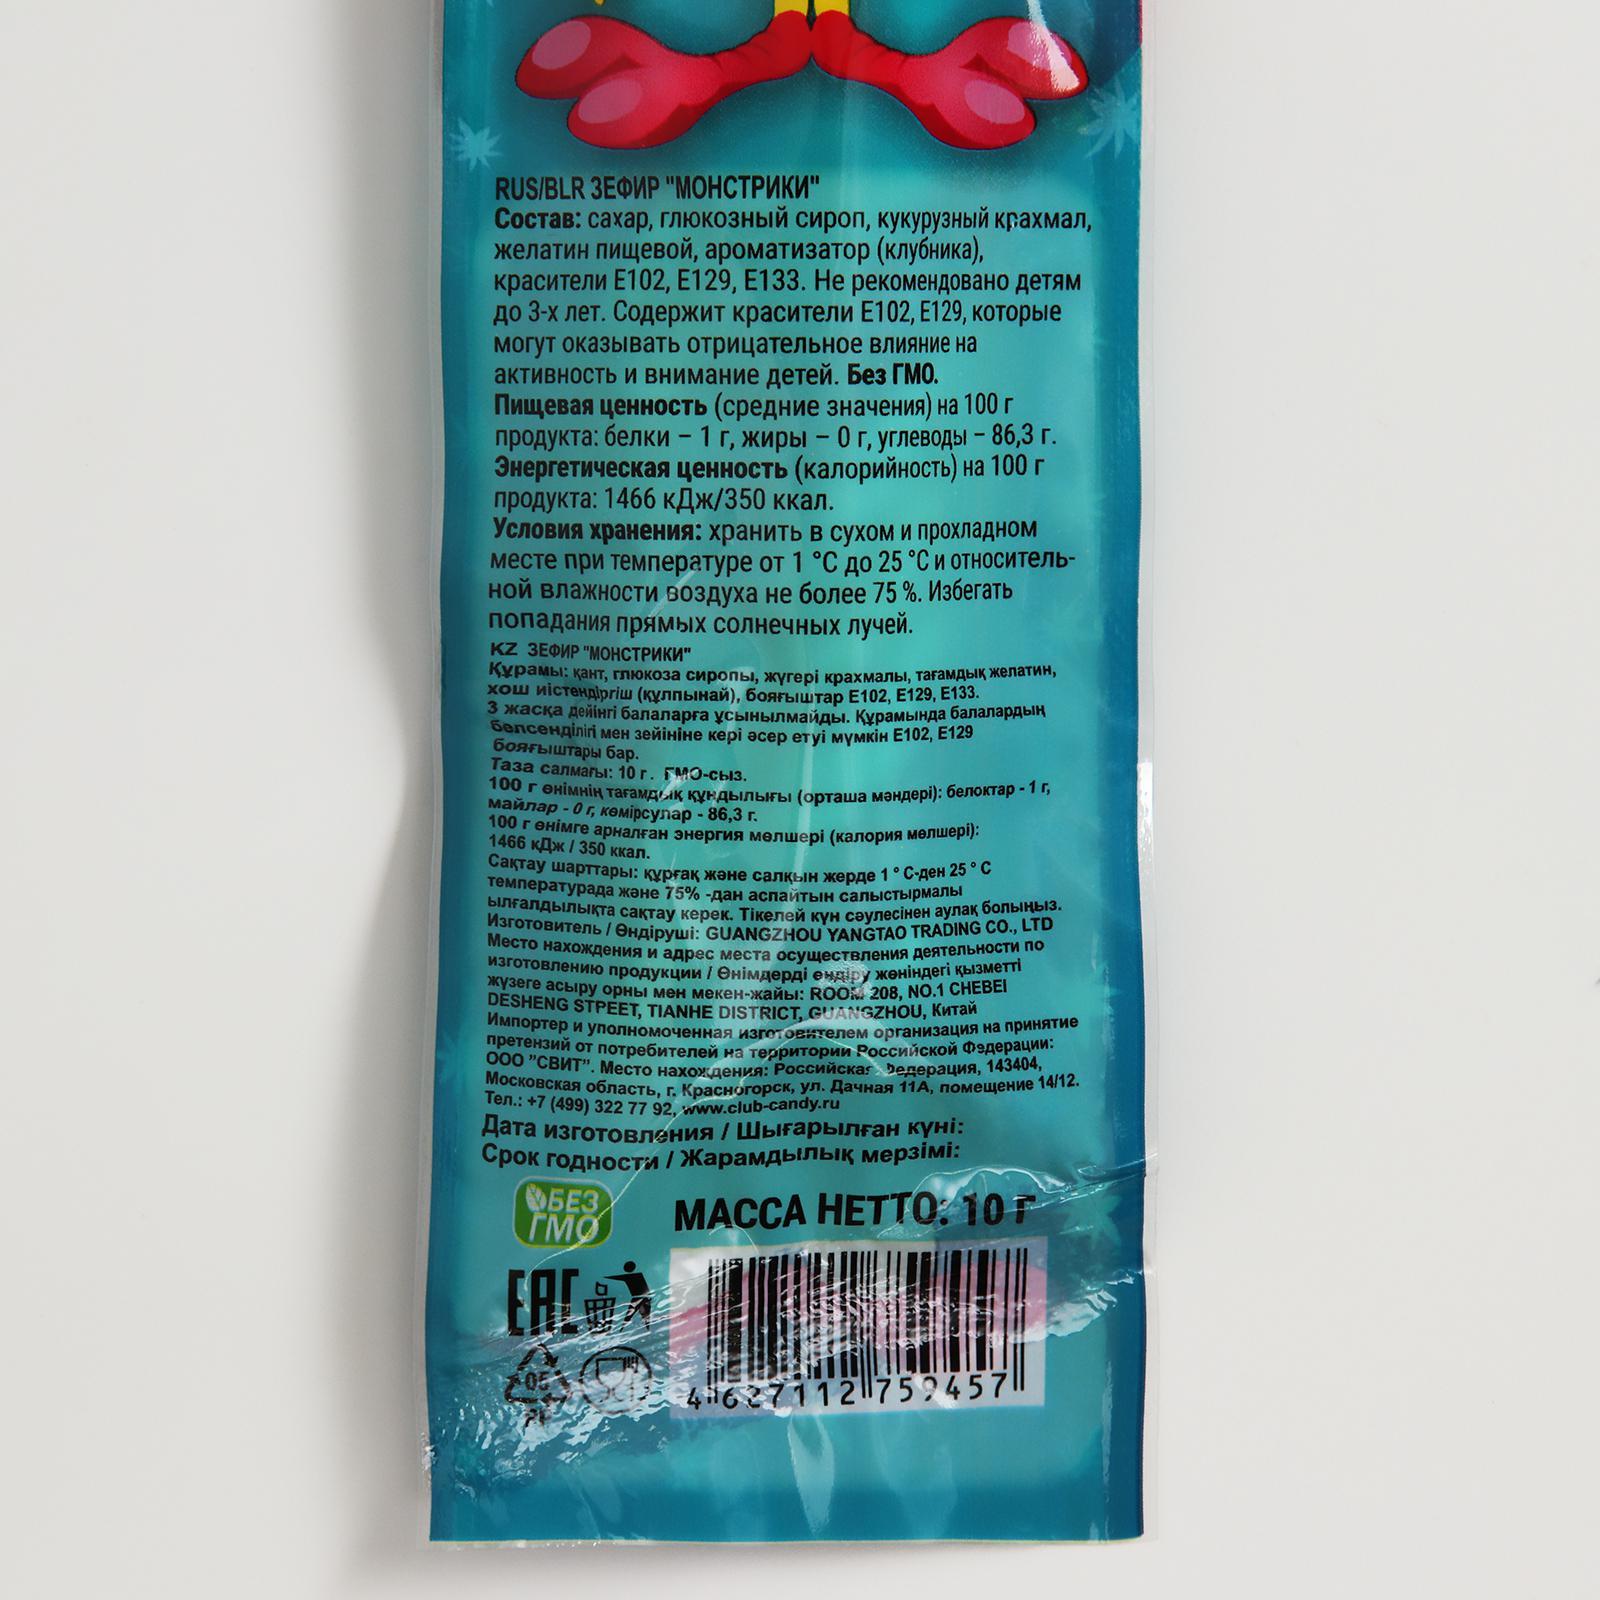 RUS/BLR ЗЕФИР "МОНСТРИКИ"
Состав: сахар, глюкозный сироп, кукурузный крахмал,
желатин пищевой, ароматизатор (клубника),
красители Е102, Е129, Е133. Не рекомендовано детям
до 3-х лет. Содержит красители Е102, Е129, которые
могут оказывать отрицательное влияние на
активность и внимание детей. Без ГМО.
Пищевая ценность (средние значения) на 100 г
продукта: белки – 1 г, жиры – 0 г, углеводы – 86,3 г.
Энергетическая ценность (калорийность) на 100 г
продукта: 1466 кДж/350 ккал.
Условия хранения: хранить в сухом и прохладном
месте при температуре от 1 °С до 25 °С и относитель-
ной влажности воздуха не более 75 %. Избегать
попадания прямых солнечных лучей.
KZ ЗЕФИР "МОНСТРИКИ"
Құрамы: қант, глюкоза сиропы, жүгері крахмалы, тағамдық желатин,
хош иістендіргіш (құлпынай), бояғыштар Е102, Е129, Е133.
3 жасқа дейінгі балаларға ұсынылмайды. Құрамында балалардың
белсенділігі мен зейініне кері әсер етуі мүмкін Е102, Е129
бояғыштары бар.
Таза салмағы: 10 г. ГМО-сыз.
100 г өнімнің тағамдық құндылығы (орташа мәндері): белоктар - 1 г,
майлар - 0 г, көмірсулар - 86,3 г.
100 г өнімге арналған энергия мөлшері (калория мөлшері):
1466 кДж / 350 ккал.
Сақтау шарттары: құрғақ және салқын жерде 1 ° С-ден 25 ° С
температурада және 75% -дан аспайтын салыстырмалы
ылғалдылықта сақтау керек. Тікелей күн сәулесінен аулақ болыңыз.
Изготовитель / Өндіруші: GUANGZHOU YANGTAO TRADING CO., LTD
Место нахождения и адрес места осуществления деятельности по
изготовлению продукции / Өнімдерді өндіру жөніндегі қызметті
жүзеге асыру орны мен мекен-жайы: ROOM 208, NO.1 CHEBEI
DESHENG STPEET, TIANHE DISTRICT, GUANGZHOU, Китай
Импортер и уполномоченная изготовителем организация на принятие
претензий от потребителей на территории Российской Федерации:
ООО "СВИТ". Место нахождения: Российская Федерация, 143404,
Московская область, г. Красногорск, ул. Дачная 11А, помещение 14/12.
Тел.: +7 (499) 322 77 92, www.club-candy.ru
Дата изготовления / Шығарылған күні:
Срок годности / Жарамдылық мерзімі:
БЕЗ
ГМО
МАССА НЕТТО: 10 Г
EAC
05
PP
4 627112 759457